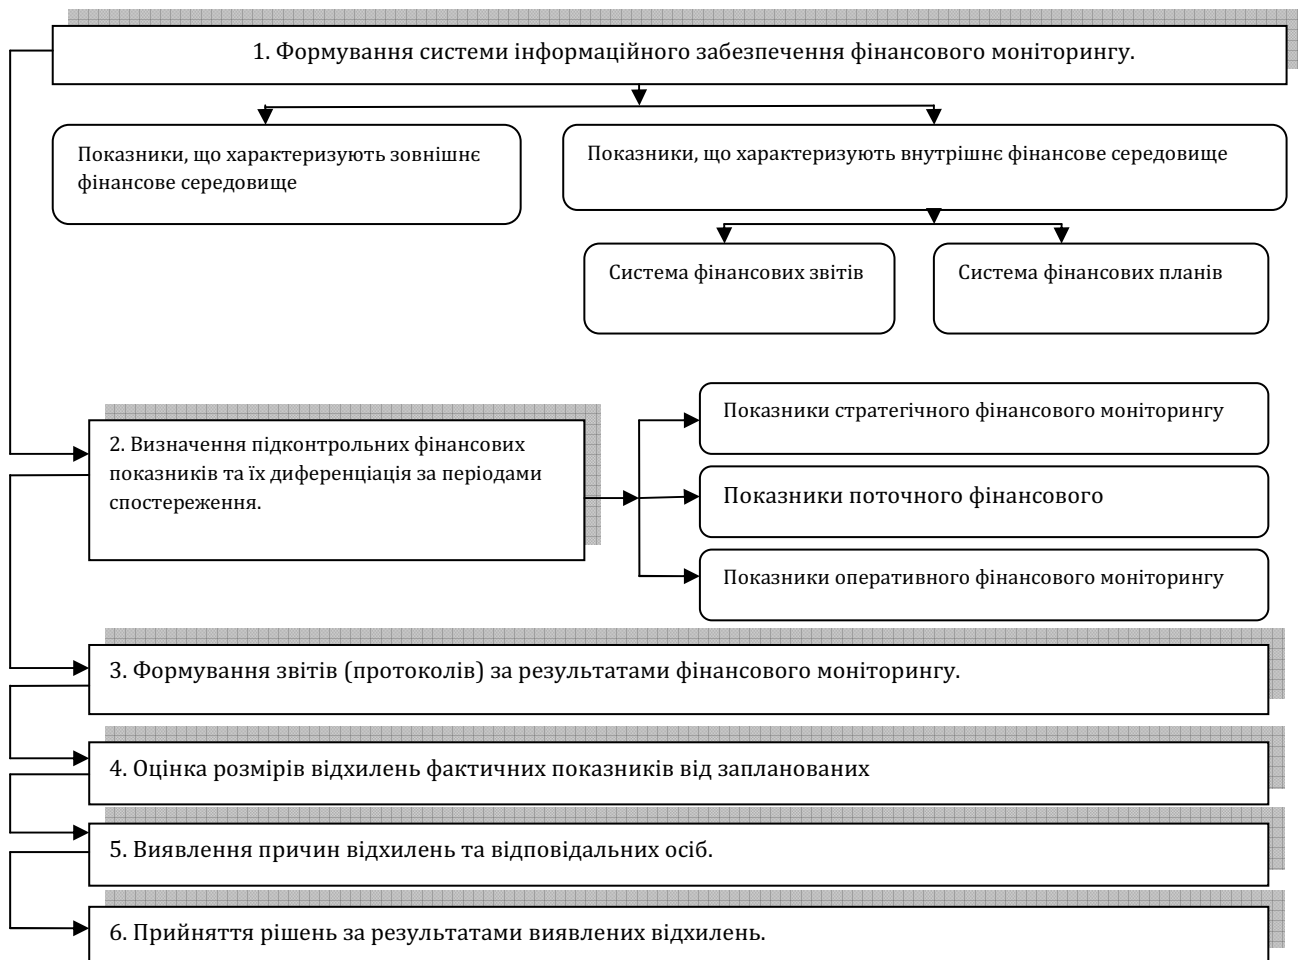 1. Формування системи інформаційного забезпечення фінансового моніторингу.
Показники, що характеризують зовнішнє
фінансове середовище
Показники, що характеризують внутрішнє фінансове середовище
Система фінансових звітів
Система фінансових планів
2. Визначення підконтрольних фінансових
показників та їх диференціація за періодами
спостереження.
Показники стратегічного фінансового моніторингу
Показники поточного фінансового
Показники оперативного фінансового моніторингу
3. Формування звітів (протоколів) за результатами фінансового моніторингу.
4. Оцінка розмірів відхилень фактичних показників від запланованих
5. Виявлення причин відхилень та відповідальних осіб.
6. Прийняття рішень за результатами виявлених відхилень.